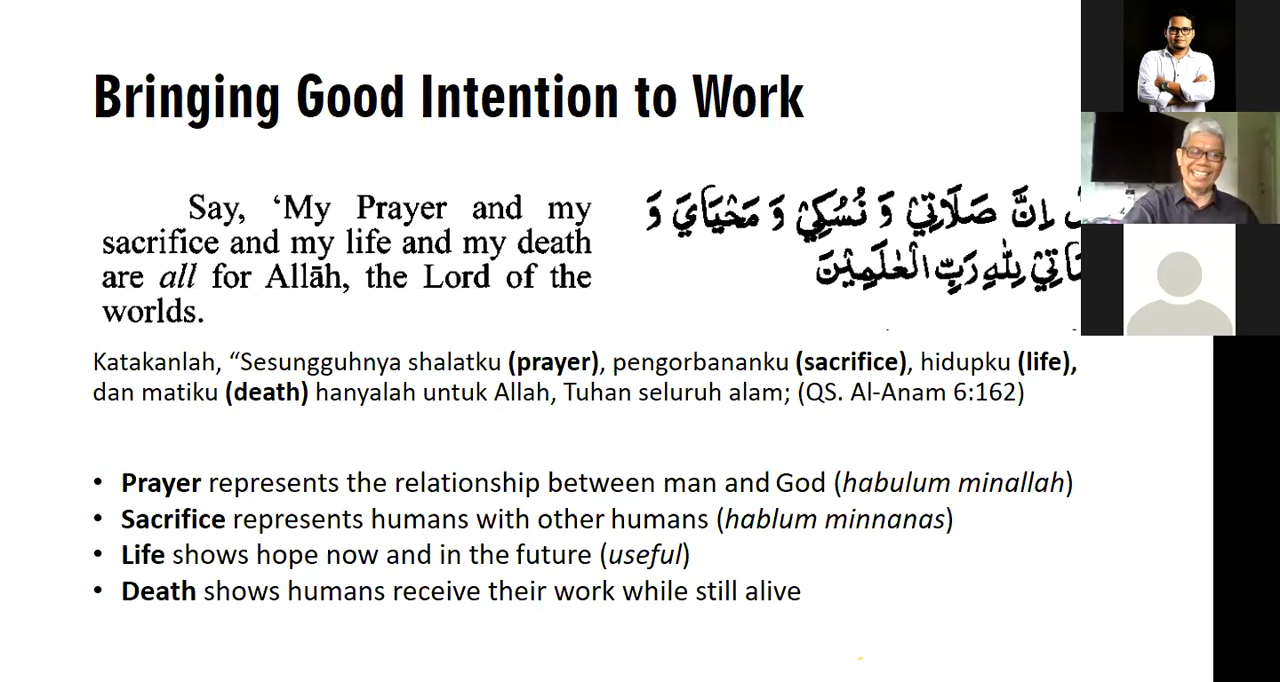 Bringing Good Intention to Work
Say, ‘My Prayer and my
sacrifice and my life and my death
are all for Allāh, the Lord of the
worlds.
اِنَّ صَلَاتِيْ وَ نُسُكِيْ وَ مَحْيَايَ وَ
لِلّٰهِ رَبِّ الْعٰلَمِيْنَ
Katakanlah, “Sesungguhnya shalatku (prayer), pengorbananku (sacrifice), hidupku (life),
dan matiku (death) hanyalah untuk Allah, Tuhan seluruh alam; (QS. Al-Anam 6:162)
• Prayer represents the relationship between man and God (habulum minallah)
• Sacrifice represents humans with other humans (hablum minnanas)
• Life shows hope now and in the future (useful)
• Death shows humans receive their work while still alive